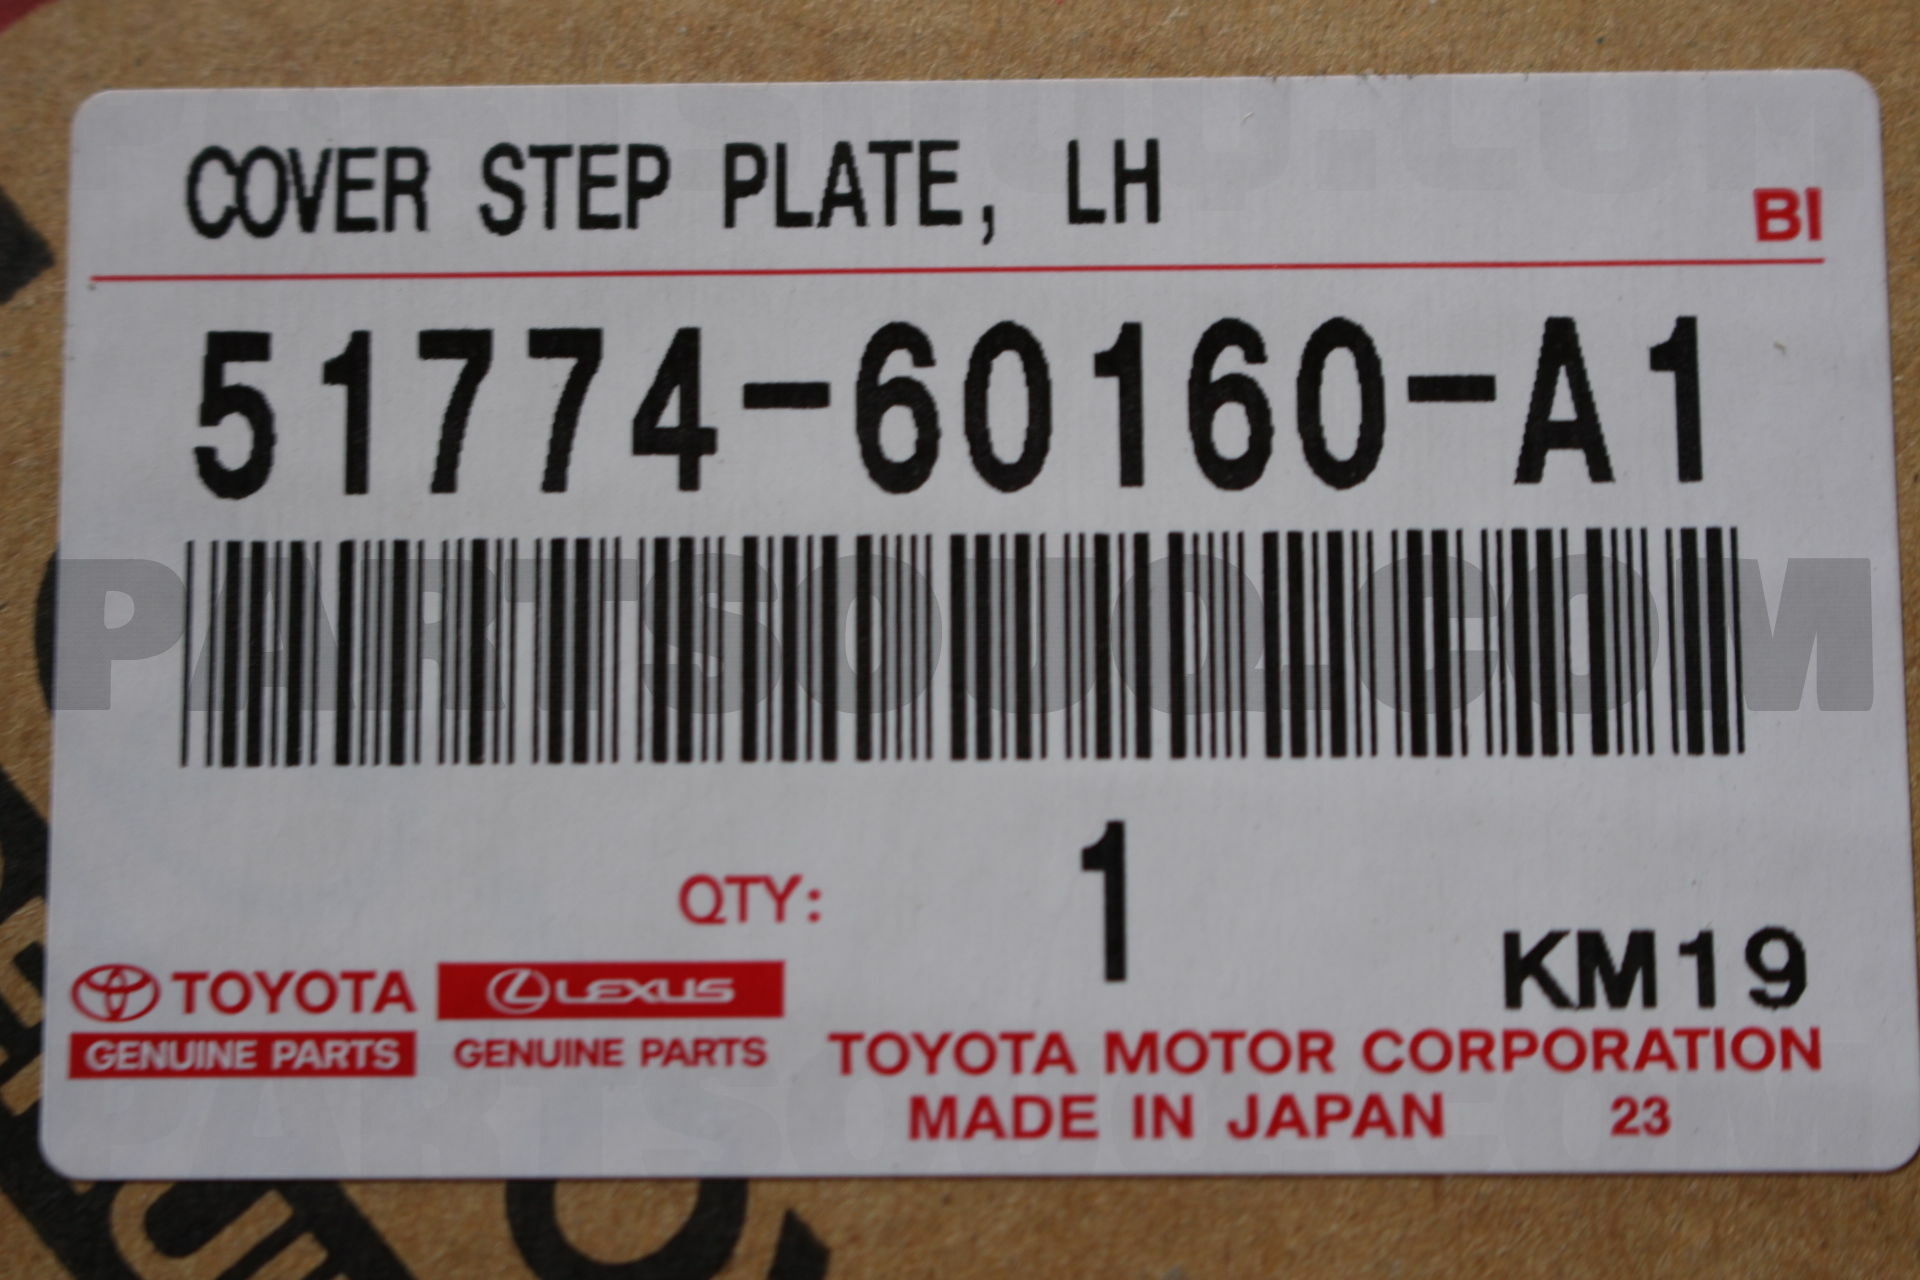 COVER STEP PLATE, LH
BI
51774-60160-A1
PARTSOUQ.COM
QTY: 1
KM19
TOYOTA
GENUINE PARTS
LEXUS
GENUINE PARTS
TOYOTA MOTOR CORPORATION
MADE IN JAPAN 23